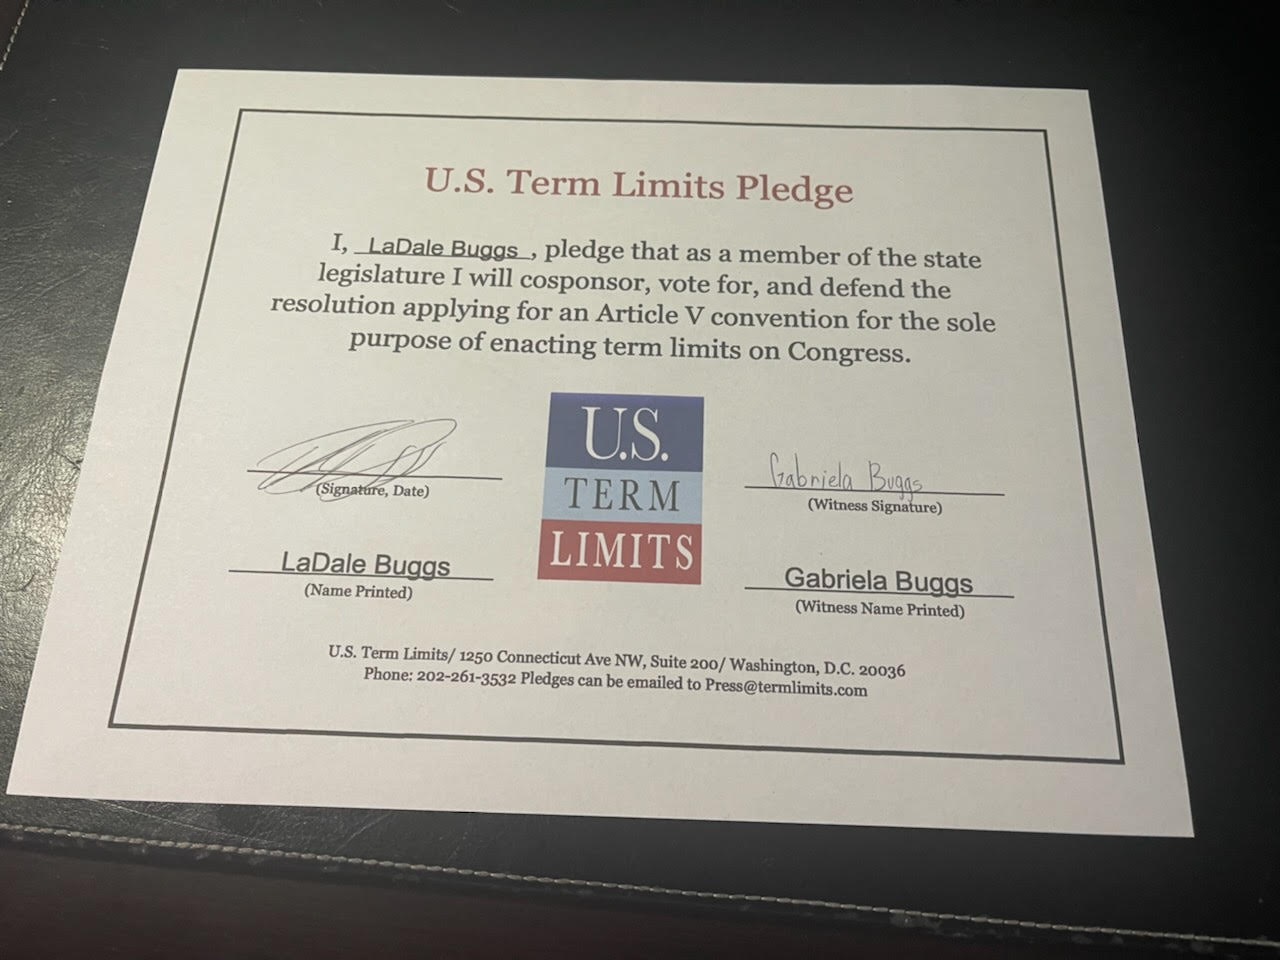 U.S. Term Limits Pledge
I, LaDale Buggs, pledge that as a member of the state
legislature I will cosponsor, vote for, and defend the
resolution applying for an Article V convention for the sole
purpose of enacting term limits on Congress.
U.S.
TERM
LIMITS
(Signature, Date)
LaDale Buggs
(Name Printed)
Gabriela Buggs
(Witness Signature)
Gabriela Buggs
(Witness Name Printed)
U.S. Term Limits/ 1250 Connecticut Ave NW, Suite 200/ Washington, D.C. 20036
Phone: 202-261-3532 Pledges can be emailed to Press@termlimits.com